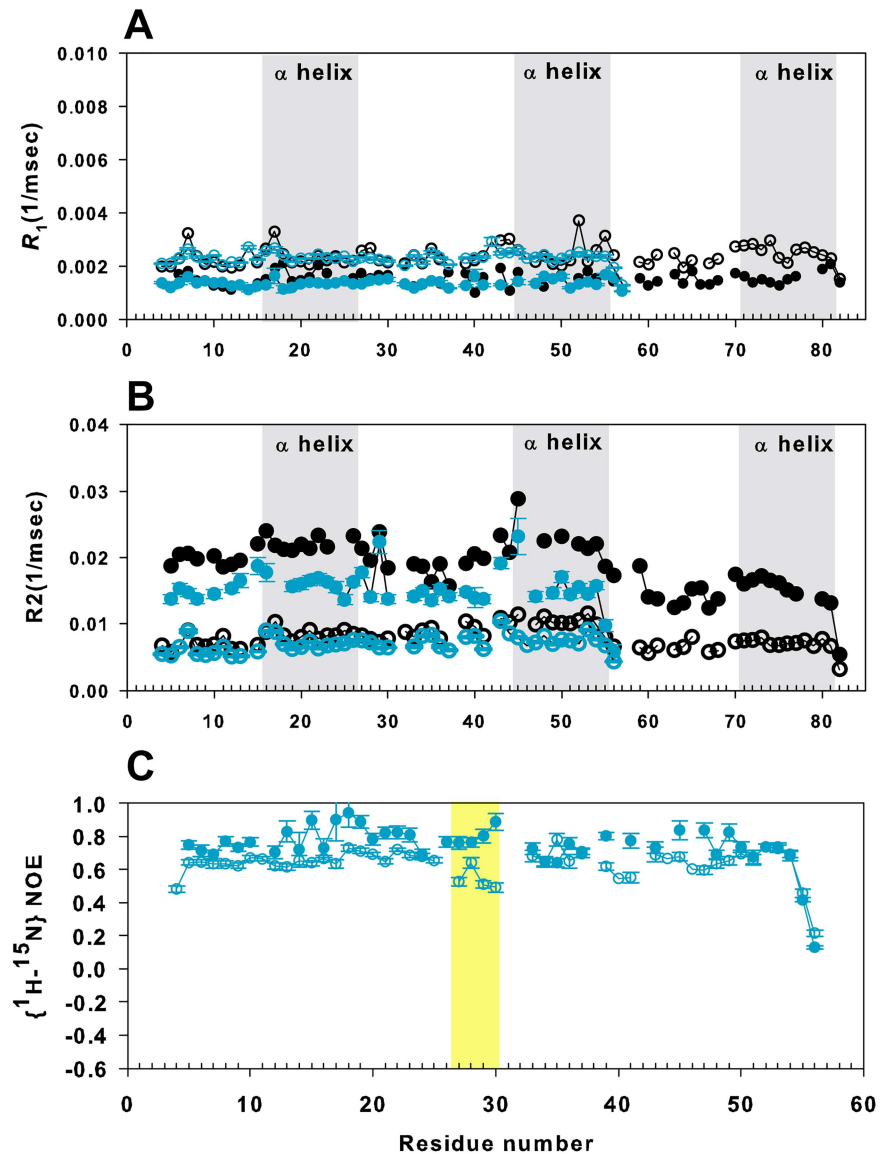 A
0.010
0.008
0.006
0.004
0.002
0.000
R1(1/msec)
α helix
α helix
α helix
0 10 20 30 40 50 60 70 80
B
0.04
0.03
0.02
0.01
0.00
R2(1/msec)
α helix
α helix
α helix
0 10 20 30 40 50 60 70 80
C
1.0
0.8
0.6
0.4
0.2
0.0
-0.2
-0.4
-0.6
{¹H-¹⁵N} NOE
0 10 20 30 40 50 60
Residue number